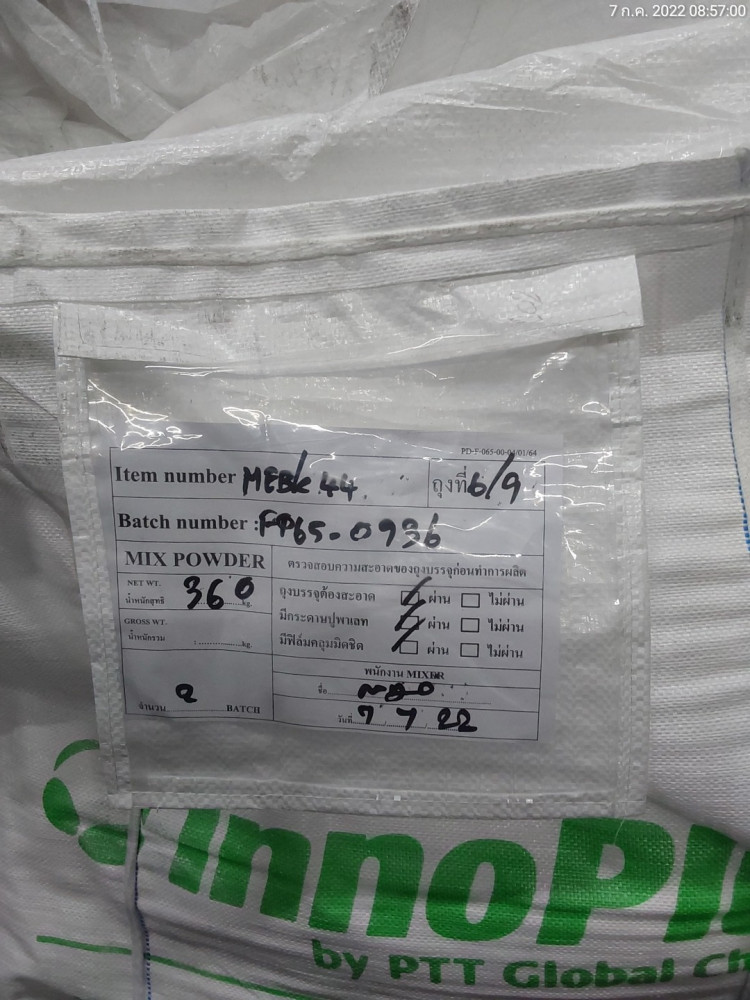 7 ก.ค. 2022 08:57:00
PD-F-065-00-04/01/64
Item number MEBK 44 ถุงที่ 6/9
Batch number : FP65-0936
MIX POWDER ตรวจสอบความสะอาดของถุงบรรจุก่อนทำการผลิต
NET WT. น้ำหนักสุทธิ 360 kg.
ถุงบรรจุต้องสะอาด ผ่าน ไม่ผ่าน
มีกระดาษปูพาเลท ผ่าน ไม่ผ่าน
มีฟิล์มคลุมมิดชิด ผ่าน ไม่ผ่าน
GROSS WT. น้ำหนักรวม : kg.
พนักงาน MIXER
ชื่อ
จำนวน 2 BATCH
วันที่ 7 / 7 / 22
InnoPl
by PTT Global Ch